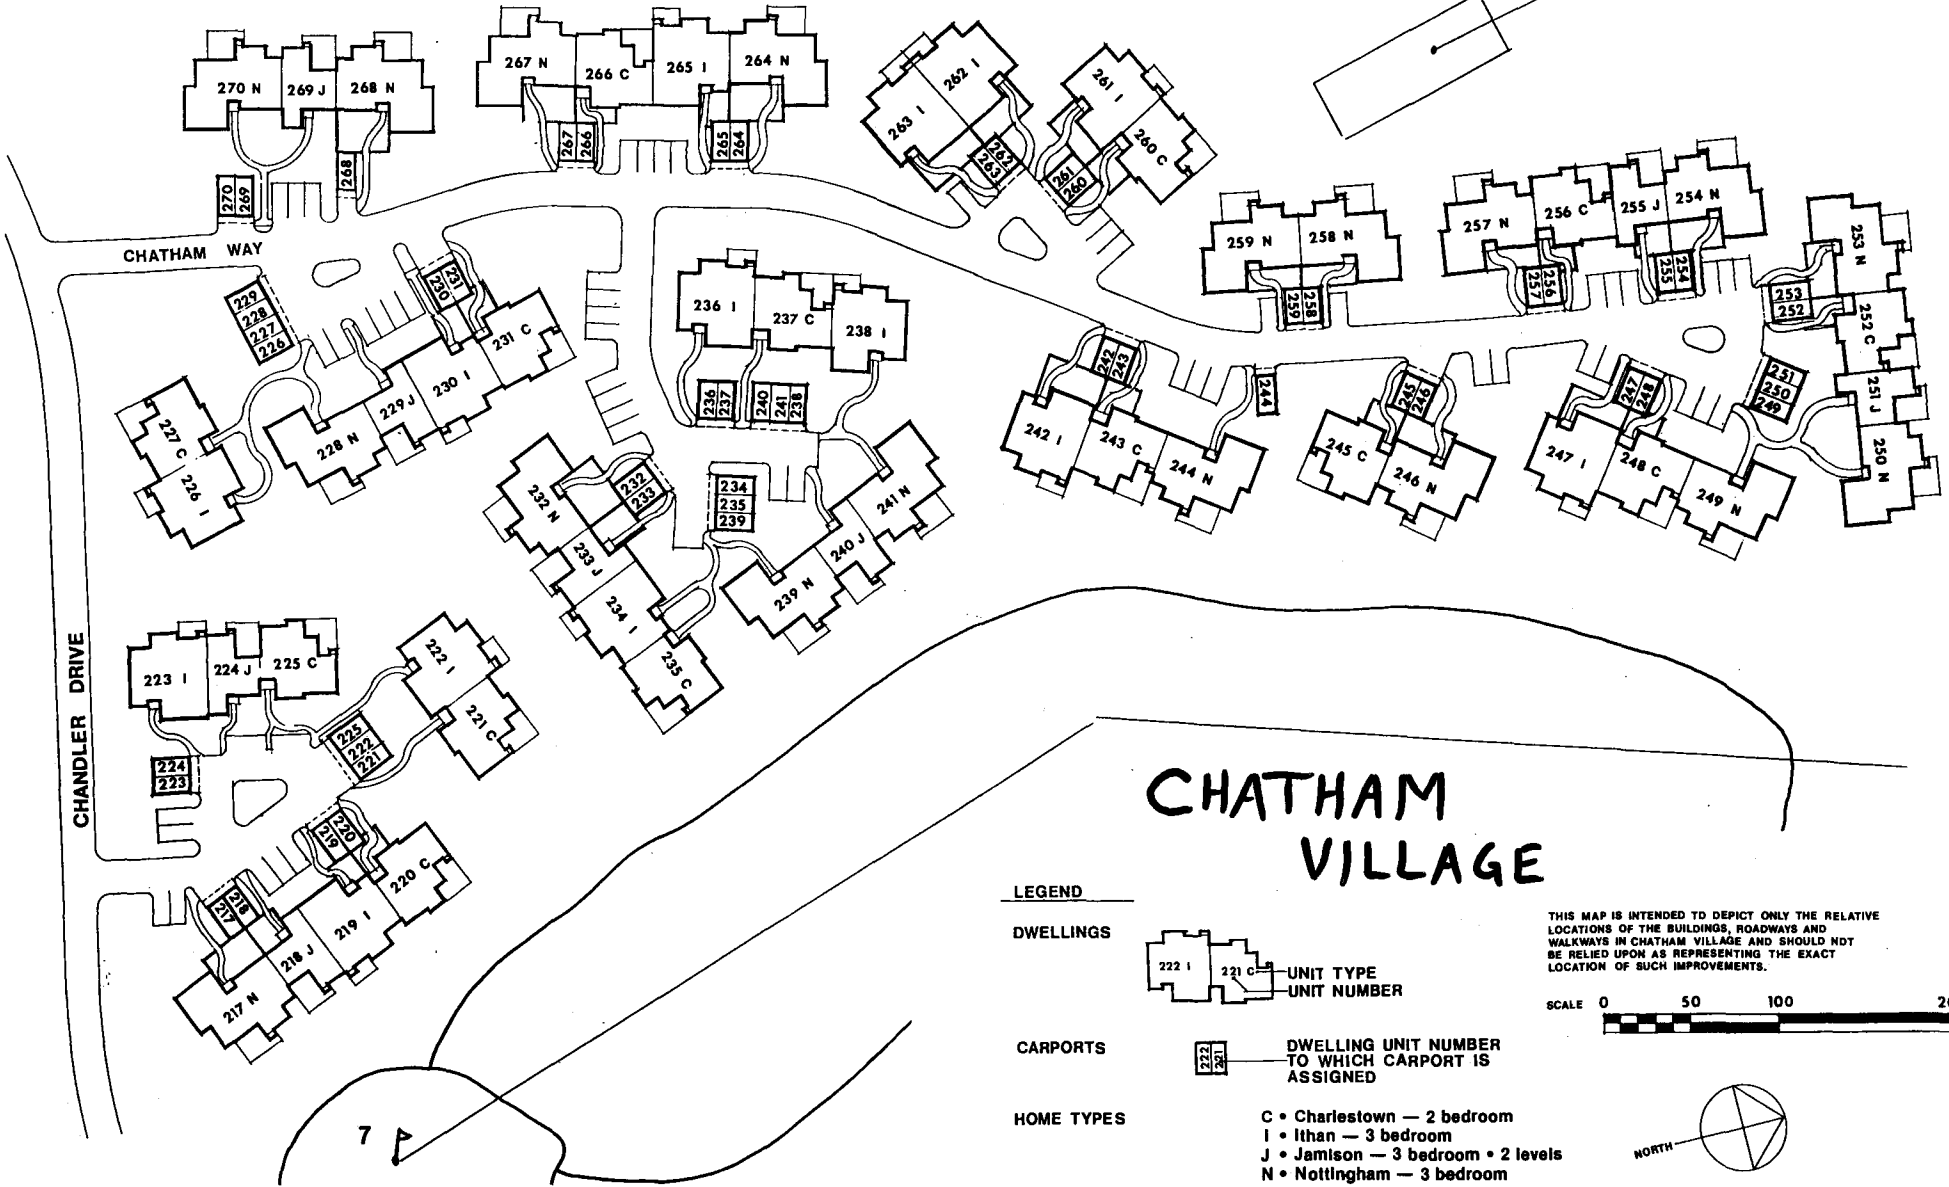 270 N
269 J
268 N
267 N
266 C
265 I
264 N
263 I
262 I
261 I
260 C
270
269
268
267
266
265
264
262
263
261
260
259 N
258 N
257 N
256 C
255 J
254 N
253 N
252 C
251 J
250 N
259
258
257
256
255
254
253
252
251
250
249
CHATHAM WAY
229
228
227
226
230
231
231 C
230 I
229 J
228 N
227 C
226 I
236 I
237 C
238 I
236
237
240
241
238
242
243
244
245
246
247
248
242 I
243 C
244 N
245 C
246 N
247 I
248 C
249 N
232 N
233 J
234 I
235 C
232
233
234
235
239
239 N
240 J
241 N
CHANDLER DRIVE
223 I
224 J
225 C
222 I
221 C
225
222
221
224
223
219
220
217
218
217 N
218 J
219 I
220 C
7
CHATHAM
VILLAGE
LEGEND
DWELLINGS
222 I
221 C
UNIT TYPE
UNIT NUMBER
CARPORTS
222
221
DWELLING UNIT NUMBER
TO WHICH CARPORT IS
ASSIGNED
HOME TYPES
C • Charlestown — 2 bedroom
I • Ithan — 3 bedroom
J • Jamison — 3 bedroom • 2 levels
N • Nottingham — 3 bedroom
THIS MAP IS INTENDED TO DEPICT ONLY THE RELATIVE
LOCATIONS OF THE BUILDINGS, ROADWAYS AND
WALKWAYS IN CHATHAM VILLAGE AND SHOULD NOT
BE RELIED UPON AS REPRESENTING THE EXACT
LOCATION OF SUCH IMPROVEMENTS.
SCALE 0 50 100
NORTH